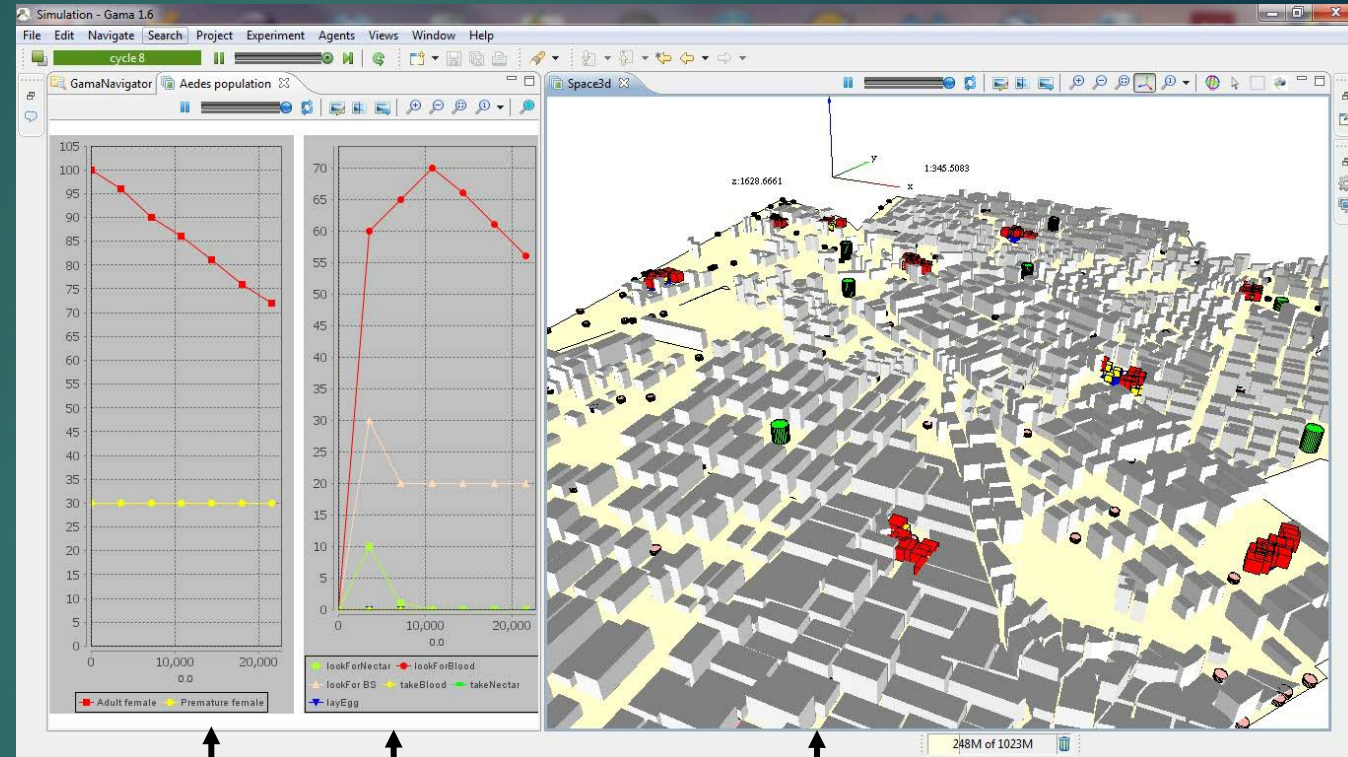 Simulation - Gama 1.6
File Edit Navigate Search Project Experiment Agents Views Window Help
cycle 8
GamaNavigator Aedes population
105
100
95
90
85
80
75
70
65
60
55
50
45
40
35
30
25
20
15
10
5
0
0 10,000 20,000
0.0
Adult female Premature female
70
65
60
55
50
45
40
35
30
25
20
15
10
5
0
0 10,000 20,000
0.0
lookForNectar lookForBlood
lookFor BS takeBlood takeNectar
layEgg
Space3d
y
1:345.5083
z:1628.6661
x
248M of 1023M